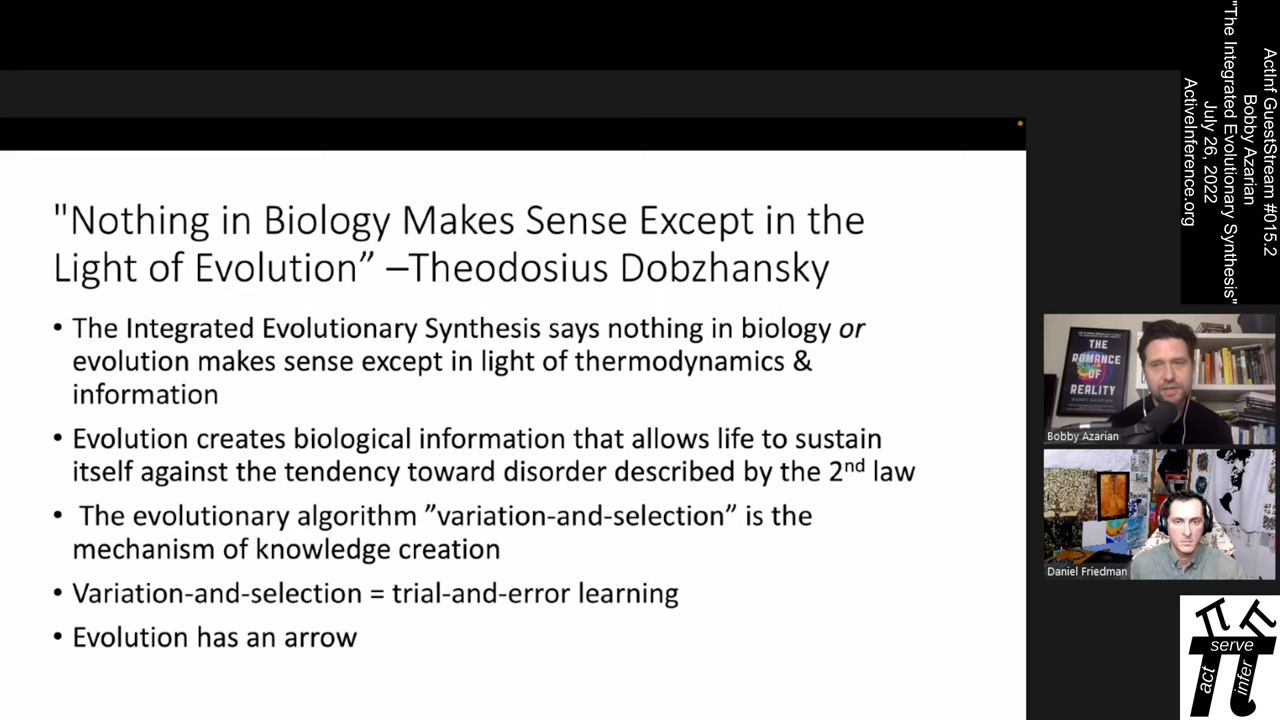 "Nothing in Biology Makes Sense Except in the
Light of Evolution” –Theodosius Dobzhansky
• The Integrated Evolutionary Synthesis says nothing in biology or
evolution makes sense except in light of thermodynamics &
information
• Evolution creates biological information that allows life to sustain
itself against the tendency toward disorder described by the 2nd law
• The evolutionary algorithm ”variation-and-selection” is the
mechanism of knowledge creation
• Variation-and-selection = trial-and-error learning
• Evolution has an arrow
ActInf GuestStream #015.2
Bobby Azarian
"The Integrated Evolutionary Synthesis"
July 26, 2022
ActiveInference.org
THE
ROMANCE
OF
REALITY
BOBBY AZARIAN
Bobby Azarian
Daniel Friedman
serve
act
infer